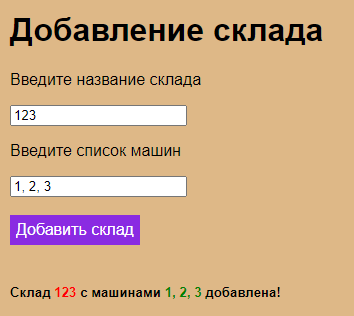 Добавление склада
Введите название склада
123
Введите список машин
1, 2, 3
Добавить склад
Склад 123 с машинами 1, 2, 3 добавлена!